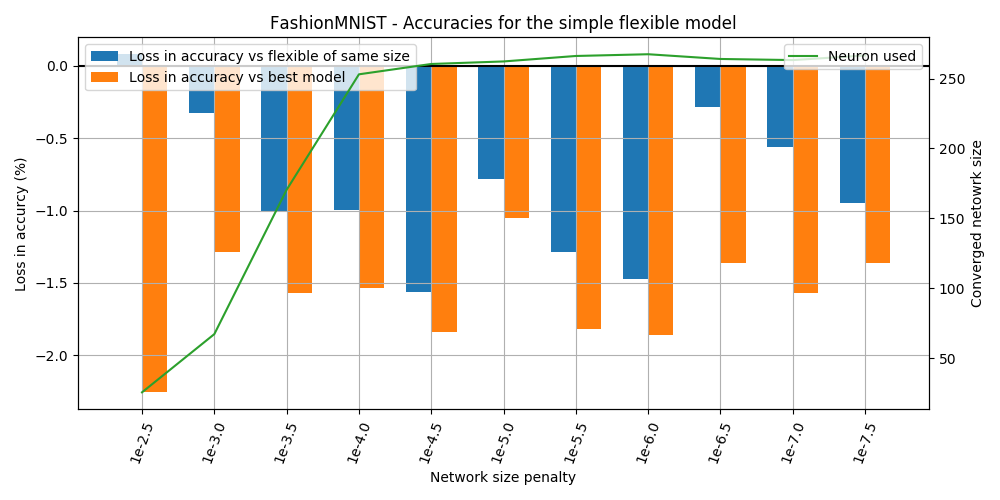 FashionMNIST - Accuracies for the simple flexible model
Loss in accuracy vs flexible of same size
Loss in accuracy vs best model
Neuron used
0.0
−0.5
−1.0
−1.5
−2.0
Loss in accurcy (%)
250
200
150
100
50
Converged netowrk size
1e-2.5
1e-3.0
1e-3.5
1e-4.0
1e-4.5
1e-5.0
1e-5.5
1e-6.0
1e-6.5
1e-7.0
1e-7.5
Network size penalty